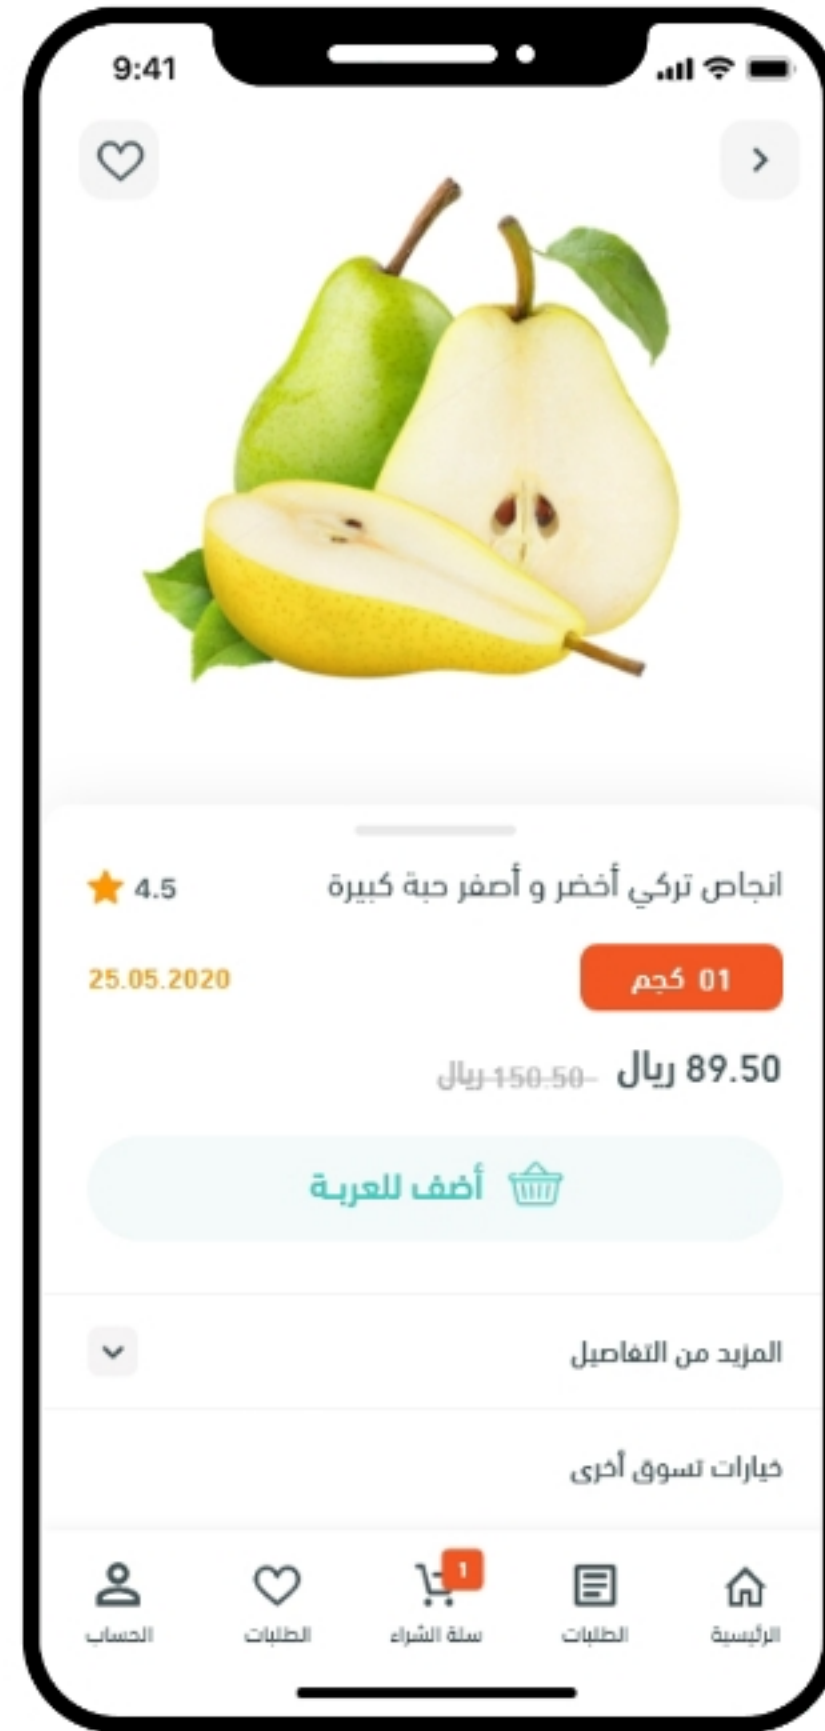 9:41
انجاص تركي أخضر و أصفر حبة كبيرة
4.5
01 كجم
25.05.2020
89.50 ريال
150.50 ريال
أضف للعربة
المزيد من التفاصيل
خيارات تسوق أخرى
1
الرئيسية
الطلبات
سلة الشراء
الطلبات
الحساب